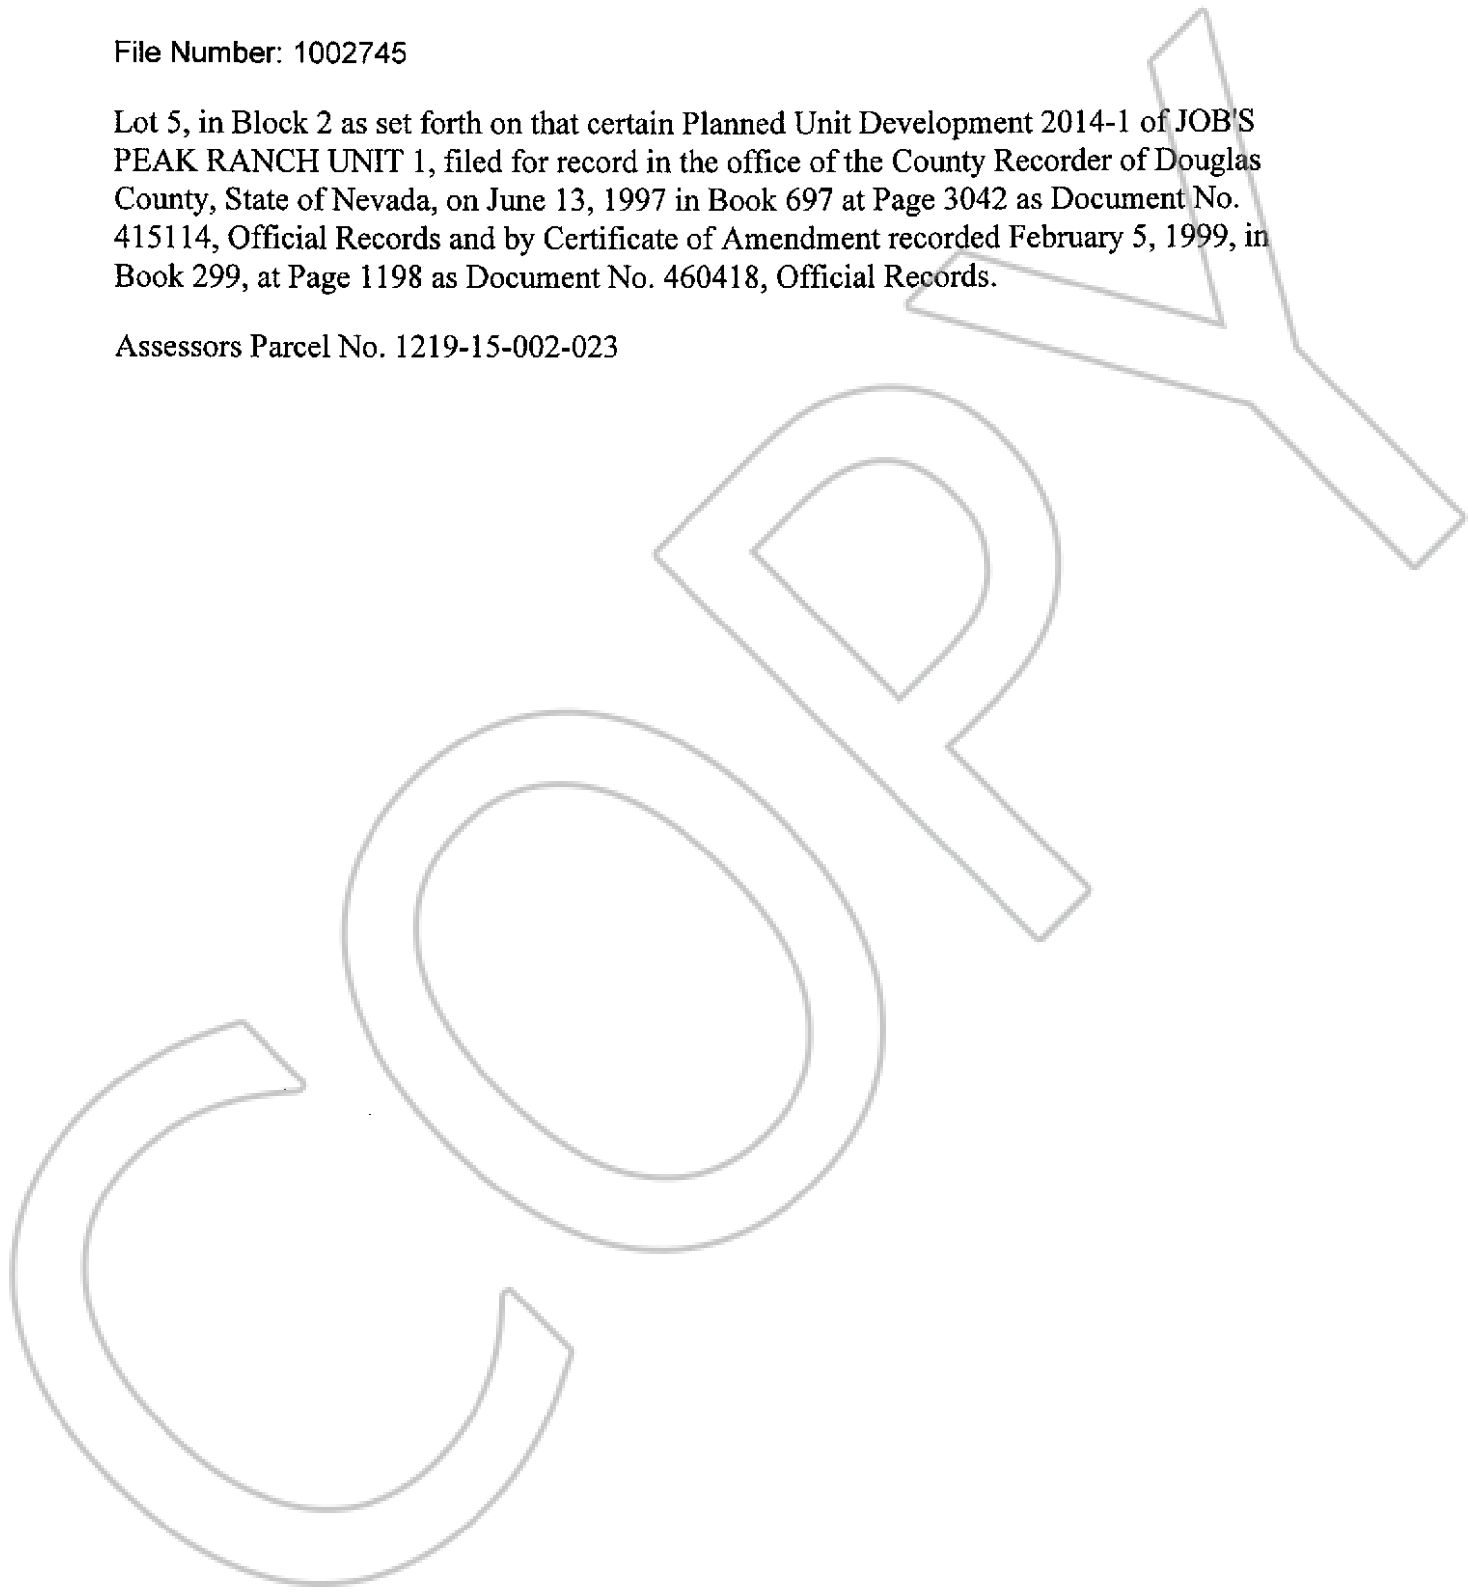 File Number: 1002745
Lot 5, in Block 2 as set forth on that certain Planned Unit Development 2014-1 of JOB'S
PEAK RANCH UNIT 1, filed for record in the office of the County Recorder of Douglas
County, State of Nevada, on June 13, 1997 in Book 697 at Page 3042 as Document No.
415114, Official Records and by Certificate of Amendment recorded February 5, 1999, in
Book 299, at Page 1198 as Document No. 460418, Official Records.
Assessors Parcel No. 1219-15-002-023
COPY